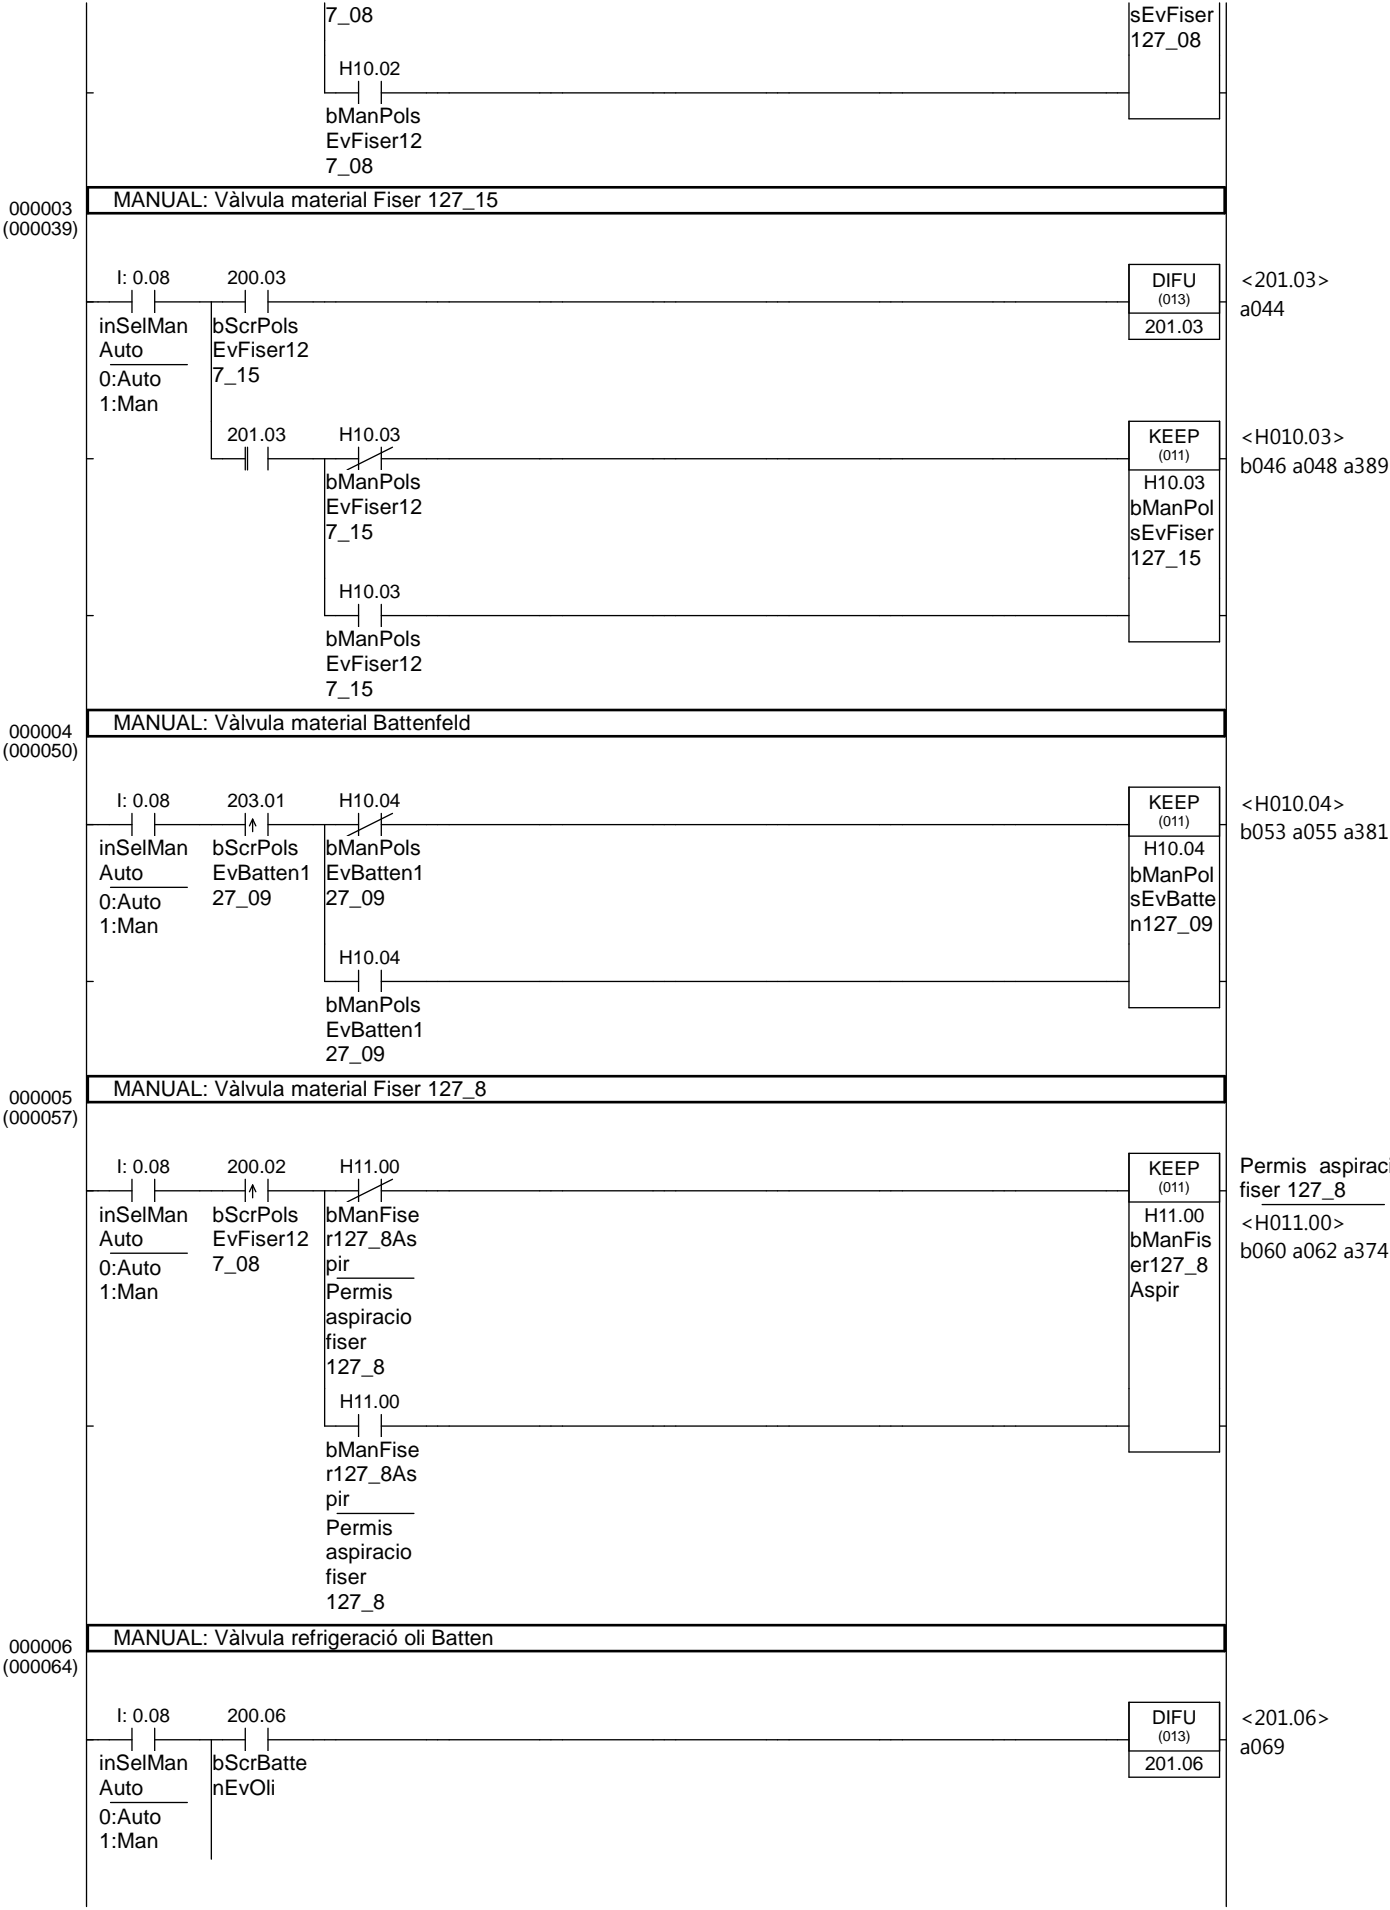 7_08
sEvFiser
127_08
H10.02
bManPols
EvFiser12
7_08
000003
(000039)
MANUAL: Vàlvula material Fiser 127_15
I: 0.08
200.03
DIFU
(013)
201.03
<201.03>
a044
inSelMan
Auto
0:Auto
1:Man
bScrPols
EvFiser12
7_15
201.03
H10.03
KEEP
(011)
H10.03
bManPol
sEvFiser
127_15
<H010.03>
b046 a048 a389
bManPols
EvFiser12
7_15
H10.03
bManPols
EvFiser12
7_15
000004
(000050)
MANUAL: Vàlvula material Battenfeld
I: 0.08
203.01
H10.04
KEEP
(011)
H10.04
bManPol
sEvBatte
n127_09
<H010.04>
b053 a055 a381
inSelMan
Auto
0:Auto
1:Man
bScrPols
EvBatten1
27_09
bManPols
EvBatten1
27_09
H10.04
bManPols
EvBatten1
27_09
000005
(000057)
MANUAL: Vàlvula material Fiser 127_8
I: 0.08
200.02
H11.00
KEEP
(011)
H11.00
bManFis
er127_8
Aspir
Permis aspiraci
fiser 127_8
<H011.00>
b060 a062 a374
inSelMan
Auto
0:Auto
1:Man
bScrPols
EvFiser12
7_08
bManFise
r127_8As
pir
Permis
aspiracio
fiser
127_8
H11.00
bManFise
r127_8As
pir
Permis
aspiracio
fiser
127_8
000006
(000064)
MANUAL: Vàlvula refrigeració oli Batten
I: 0.08
200.06
DIFU
(013)
201.06
<201.06>
a069
inSelMan
Auto
0:Auto
1:Man
bScrBatte
nEvOli